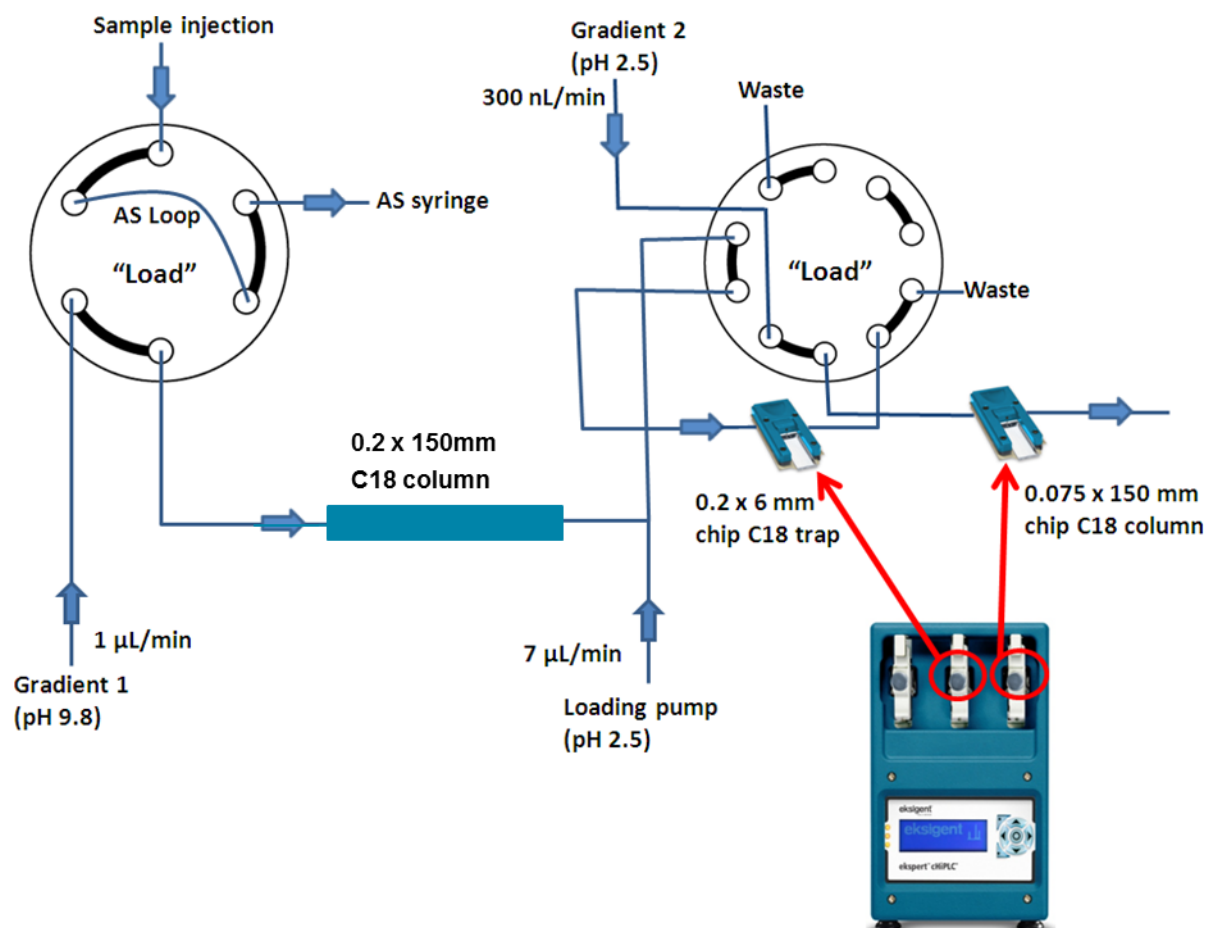 Sample injection
AS Loop
AS syringe
"Load"
1 µL/min
Gradient 1
(pH 9.8)
0.2 x 150mm
C18 column
Gradient 2
(pH 2.5)
300 nL/min
Waste
"Load"
Waste
7 µL/min
Loading pump
(pH 2.5)
0.2 x 6 mm
chip C18 trap
0.075 x 150 mm
chip C18 column
eksigent
eksigent
ekspert™ cHiPLC®